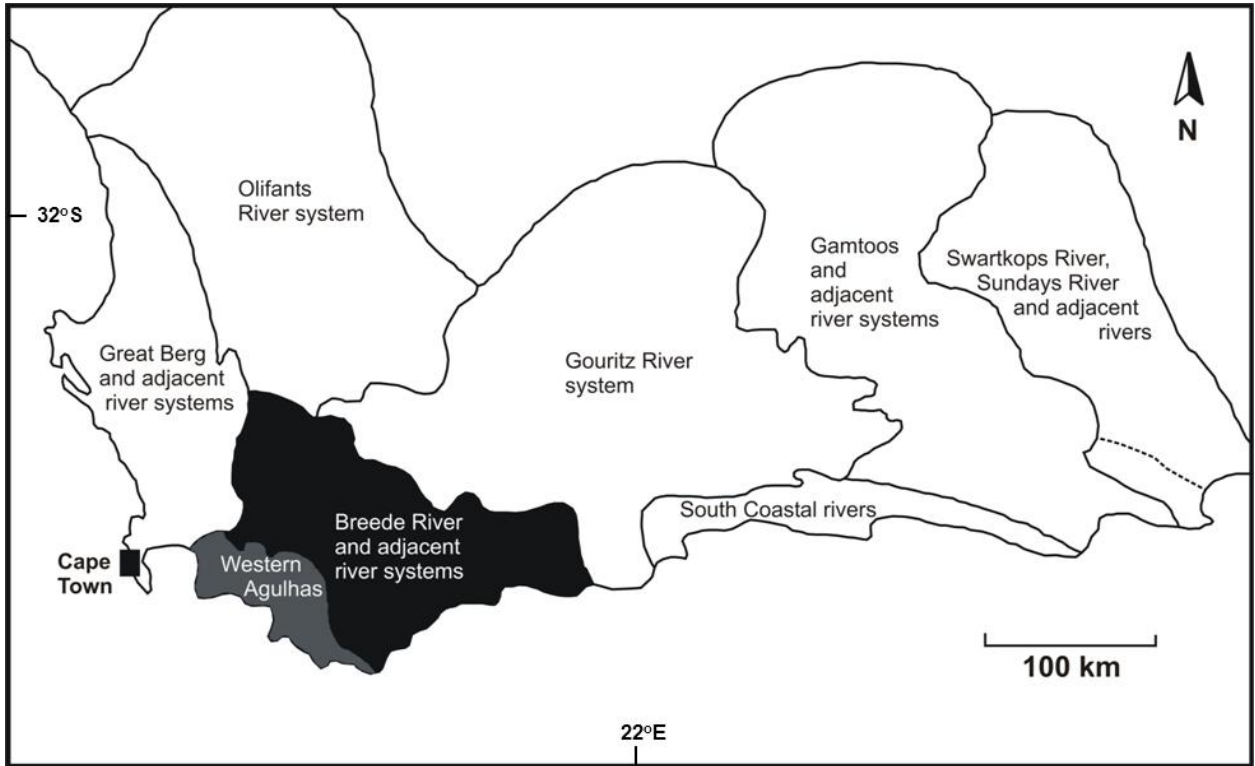 N
Olifants
River system
32°S
Gamtoos
and
adjacent
river systems
Swartkops River,
Sundays River
and adjacent
rivers
Great Berg
and adjacent
river systems
Gouritz River
system
South Coastal rivers
Breede River
and adjacent
river systems
Cape
Town
Western
Agulhas
100 km
22°E